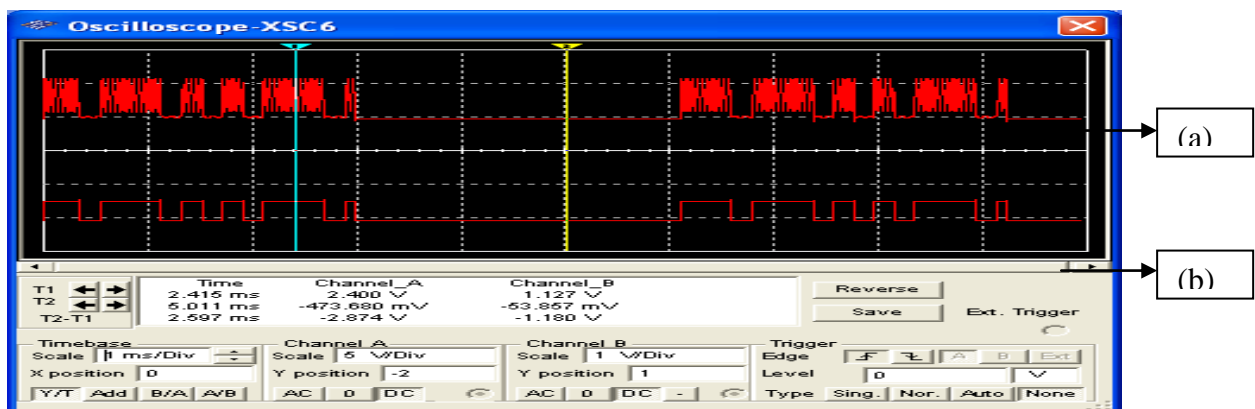 Oscilloscope-XSC6
(a)
(b)
T1
T2
T2-T1
Time Channel_A Channel_B
2.415 ms 2.400 V 1.127 V
5.011 ms -473.680 mV -53.857 mV
2.597 ms -2.874 V -1.180 V
Reverse
Save
Ext. Trigger
Timebase
Scale 1 ms/Div
X position 0
Y/T Add B/A A/B
Channel A
Scale 5 V/Div
Y position -2
AC 0 DC
Channel B
Scale 1 V/Div
Y position 1
AC 0 DC -
Trigger
Edge A B Ext
Level 0 V
Type Sing. Nor. Auto None